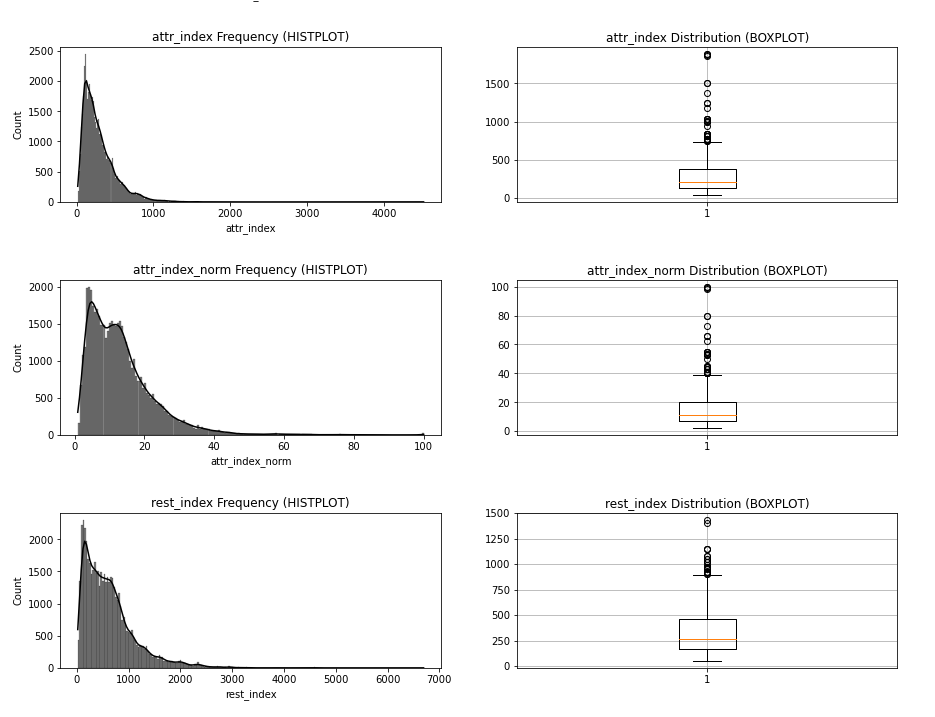 attr_index Frequency (HISTPLOT)
2500
2000
1500
1000
500
0
Count
0 1000 2000 3000 4000
attr_index
attr_index Distribution (BOXPLOT)
1500
1000
500
0
1
attr_index_norm Frequency (HISTPLOT)
2000
1500
1000
500
0
Count
0 20 40 60 80 100
attr_index_norm
attr_index_norm Distribution (BOXPLOT)
100
80
60
40
20
0
1
rest_index Frequency (HISTPLOT)
2000
1500
1000
500
0
Count
0 1000 2000 3000 4000 5000 6000 7000
rest_index
rest_index Distribution (BOXPLOT)
1500
1250
1000
750
500
250
0
1